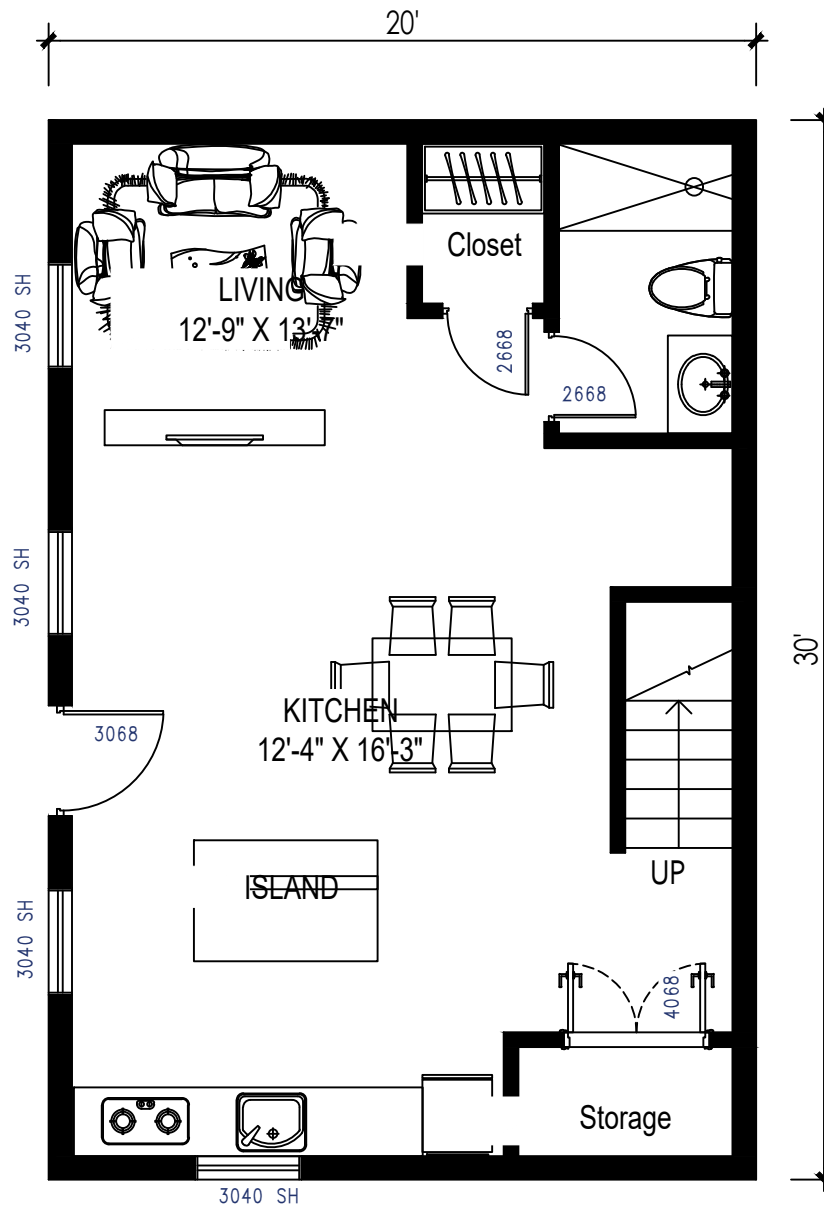 20'
Closet
3040 SH
LIVING
12'-9" X 13'-7"
2668
2668
3040 SH
30'
KITCHEN
12'-4" X 16'-3"
3068
UP
ISLAND
3040 SH
4068
Storage
3040 SH